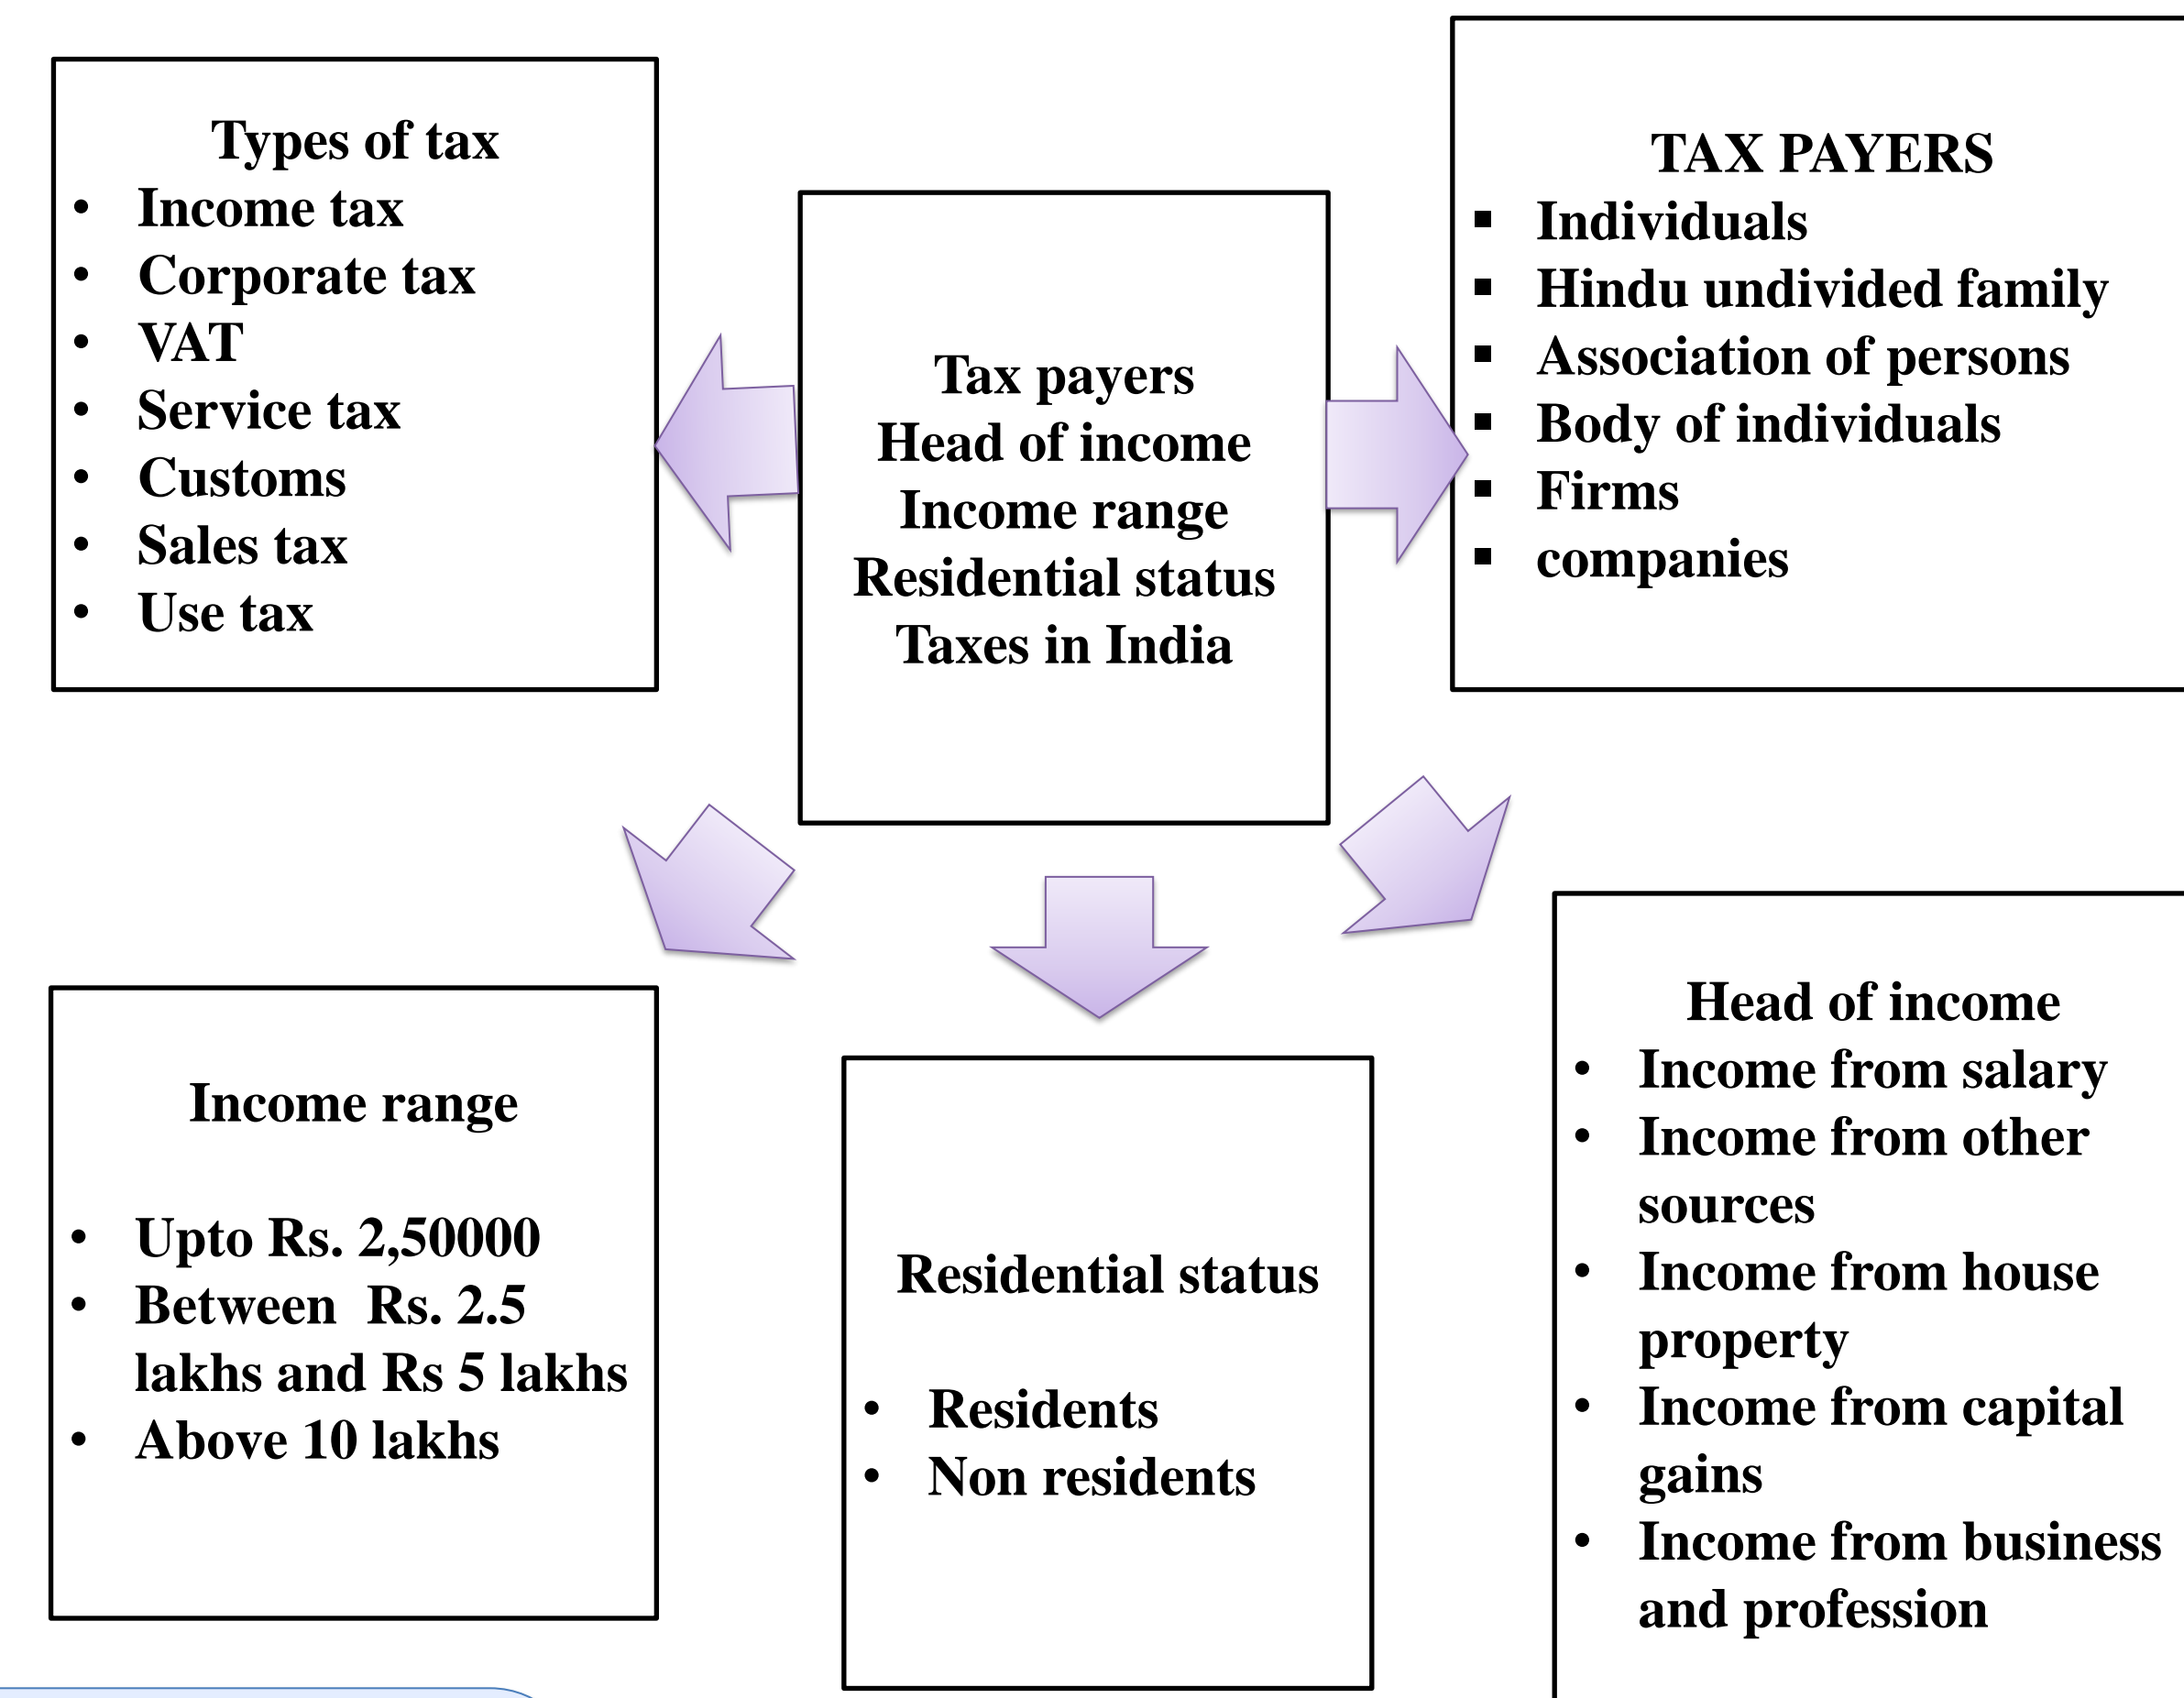 Types of tax
• Income tax
• Corporate tax
• VAT
• Service tax
• Customs
• Sales tax
• Use tax
Tax payers
Head of income
Income range
Residential status
Taxes in India
TAX PAYERS
▪ Individuals
▪ Hindu undivided family
▪ Association of persons
▪ Body of individuals
▪ Firms
▪ companies
Income range
• Upto Rs. 2,50000
• Between  Rs. 2.5
lakhs and Rs 5 lakhs
• Above 10 lakhs
Residential status
• Residents
• Non residents
Head of income
• Income from salary
• Income from other
sources
• Income from house
property
• Income from capital
gains
• Income from business
and profession